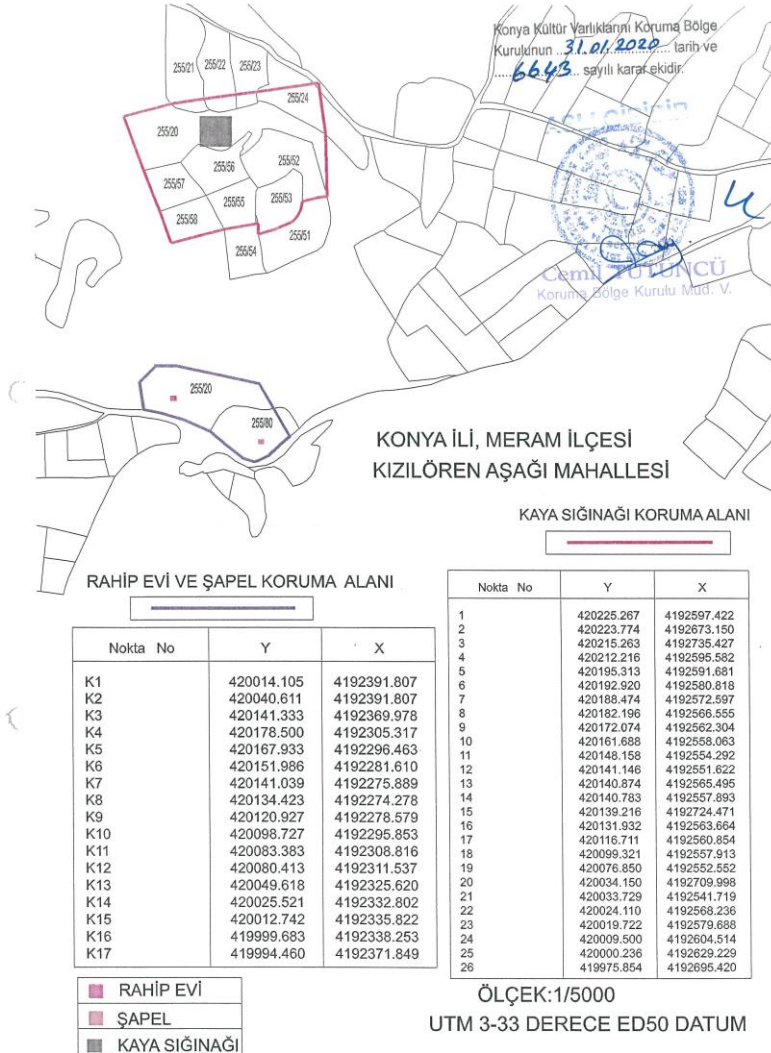 Konya Kültür Varlıklarını Koruma Bölge
Kurulunun 31.01.2020 tarih ve
6643 sayılı karar ekidir.
255/21
255/22
255/23
255/24
255/20
255/56
255/52
255/57
255/55
255/53
255/58
255/54
255/51
Cemil TÜTÜNCÜ
Koruma Bölge Kurulu Müd. V.
255/20
255/80
KONYA İLİ, MERAM İLÇESİ
KIZILÖREN AŞAĞI MAHALLESİ
KAYA SIĞINAĞI KORUMA ALANI
RAHİP EVİ VE ŞAPEL KORUMA ALANI
Nokta No Y X
K1 420014.105 4192391.807
K2 420040.611 4192391.807
K3 420141.333 4192369.978
K4 420178.500 4192305.317
K5 420167.933 4192296.463
K6 420151.986 4192281.610
K7 420141.039 4192275.889
K8 420134.423 4192274.278
K9 420120.927 4192278.579
K10 420098.727 4192295.853
K11 420083.383 4192308.816
K12 420080.413 4192311.537
K13 420049.618 4192325.620
K14 420025.521 4192332.802
K15 420012.742 4192335.822
K16 419999.683 4192338.253
K17 419994.460 4192371.849
Nokta No Y X
1 420225.267 4192597.422
2 420223.774 4192673.150
3 420215.263 4192735.427
4 420212.216 4192595.582
5 420195.313 4192591.681
6 420192.920 4192580.818
7 420188.474 4192572.597
8 420182.196 4192566.555
9 420172.074 4192562.304
10 420161.688 4192558.063
11 420148.158 4192554.292
12 420141.146 4192551.622
13 420140.874 4192565.495
14 420140.783 4192557.893
15 420139.216 4192724.471
16 420131.932 4192563.664
17 420116.711 4192560.854
18 420099.321 4192557.913
19 420076.850 4192552.552
20 420034.150 4192709.998
21 420033.729 4192541.719
22 420024.110 4192568.236
23 420019.722 4192579.688
24 420009.500 4192604.514
25 420000.236 4192629.229
26 419975.854 4192695.420
RAHİP EVİ
ŞAPEL
KAYA SIĞINAĞI
ÖLÇEK:1/5000
UTM 3-33 DERECE ED50 DATUM